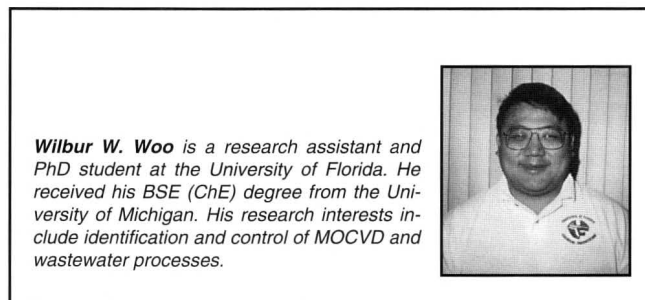 Wilbur W. Woo is a research assistant and
PhD student at the University of Florida. He
received his BSE (ChE) degree from the Uni-
versity of Michigan. His research interests in-
clude identification and control of MOCVD and
wastewater processes.